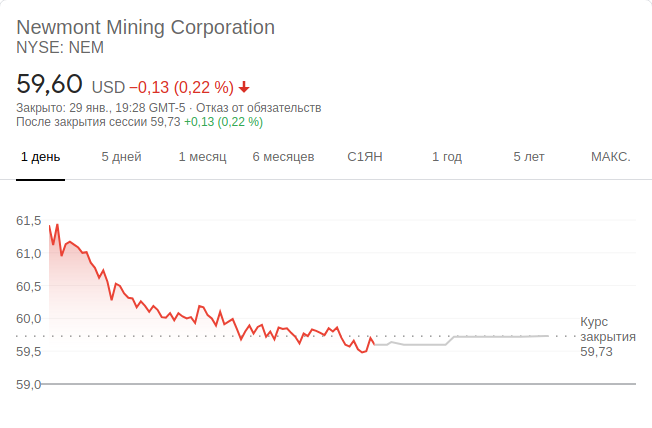 Newmont Mining Corporation
NYSE: NEM
59,60 USD −0,13 (0,22 %)
Закрыто: 29 янв., 19:28 GMT-5 · Отказ от обязательств
После закрытия сессии 59,73 +0,13 (0,22 %)
1 день 5 дней 1 месяц 6 месяцев С1ЯН 1 год 5 лет МАКС.
61,5
61,0
60,5
60,0
Курс
закрытия
59,73
59,5
59,0